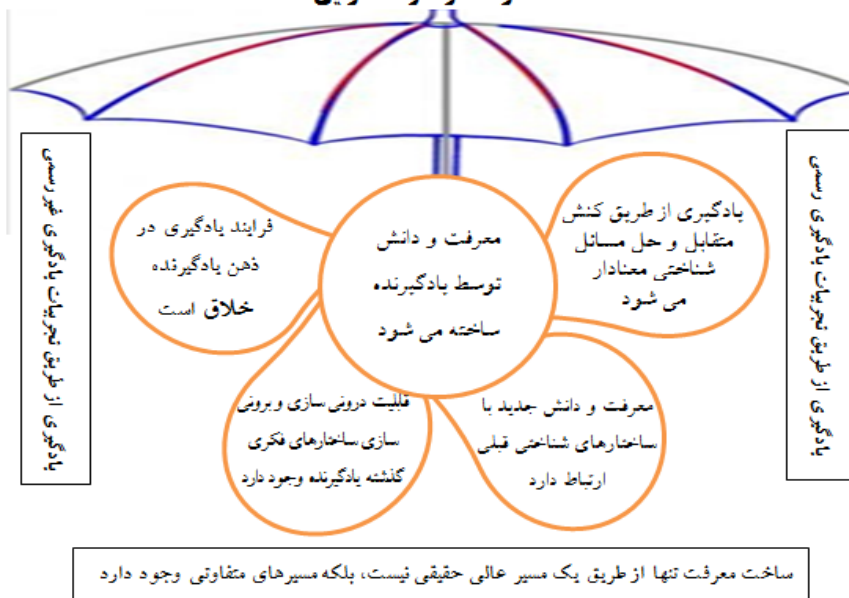 یادگیری از طریق تجربیات یادگیری رسمی
یادگیری از طریق کنش
متقابل و حل مسائل
شناختی معنادار
می شود
معرفت و دانش
توسط یادگیرنده
ساخته می شود
فرایند یادگیری در
ذهن یادگیرنده
خلاق است
معرفت و دانش جدید با
ساختارهای شناختی قبلی
ارتباط دارد
قابلیت درونی سازی و برونی
سازی ساختارهای فکری
گذشته یادگیرنده وجود دارد
یادگیری از طریق تجربیات یادگیری غیر رسمی
ساخت معرفت تنها از طریق یک مسیر عالی حقیقی نیست، بلکه مسیرهای متفاوتی وجود دارد